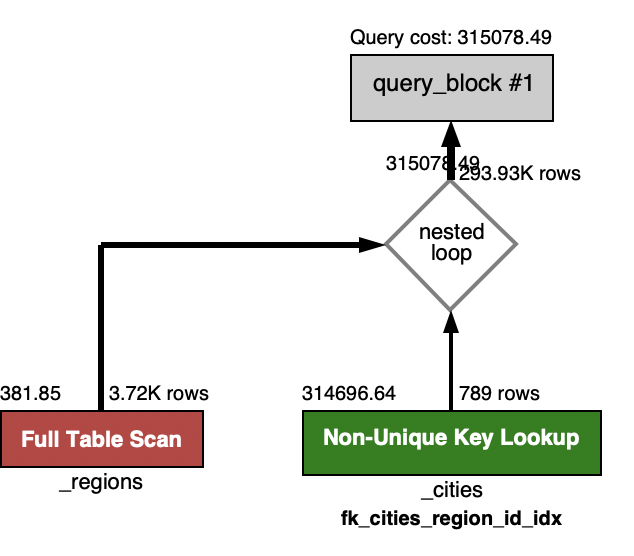 Query cost: 315078.49
query_block #1
315078.49
293.93K rows
nested
loop
381.85
3.72K rows
314696.64
789 rows
Full Table Scan
Non-Unique Key Lookup
_regions
_cities
fk_cities_region_id_idx